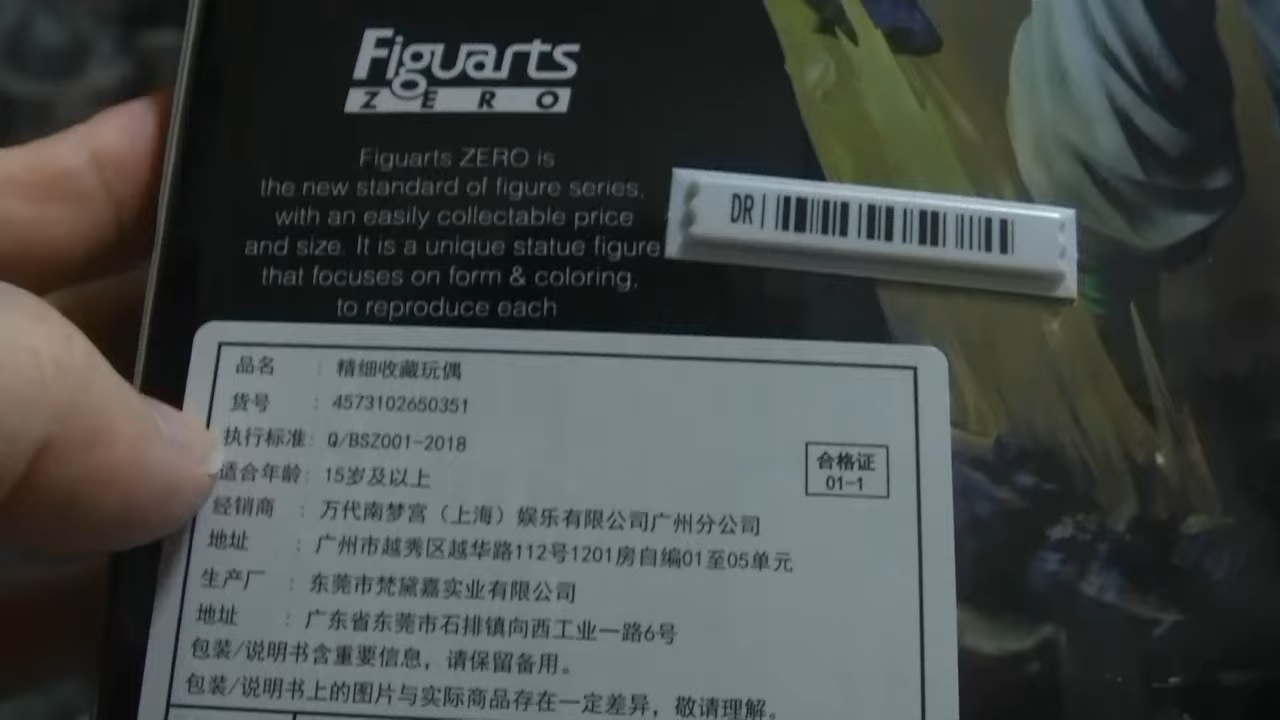 Figuarts
ZERO
Figuarts ZERO is
the new standard of figure series,
with an easily collectable price
and size. It is a unique statue figure
that focuses on form & coloring,
to reproduce each
DR
品名 : 精细收藏玩偶
货号 : 4573102650351
执行标准: Q/BSZ001-2018
适合年龄: 15岁及以上
合格证
01-1
经销商 : 万代南梦宫（上海）娱乐有限公司广州分公司
地址 : 广州市越秀区越华路112号1201房自编01至05单元
生产厂 : 东莞市梵黛嘉实业有限公司
地址 : 广东省东莞市石排镇向西工业一路6号
包装/说明书含重要信息，请保留备用。
包装/说明书上的图片与实际商品存在一定差异，敬请理解。